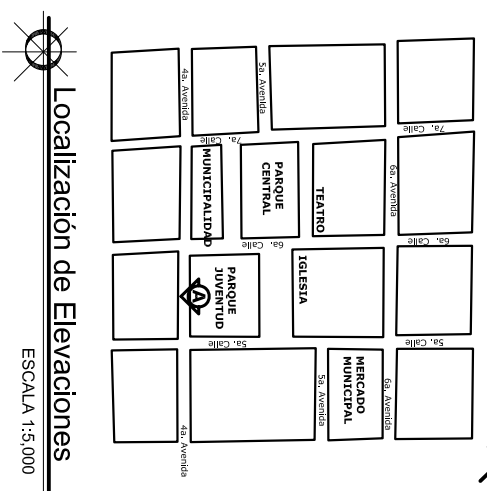 Localización de Elevaciones
ESCALA 1:5,000
4a. Avenida
5a. Avenida
7a. Calle
7a. Calle
MUNICIPALIDAD
PARQUE
CENTRAL
TEATRO
6a. Avenida
6a. Calle
6a. Calle
PARQUE
JUVENTUD
A
IGLESIA
5a. Calle
5a. Calle
MERCADO
MUNICIPAL
5a. Avenida
6a. Avenida
4a. Avenida